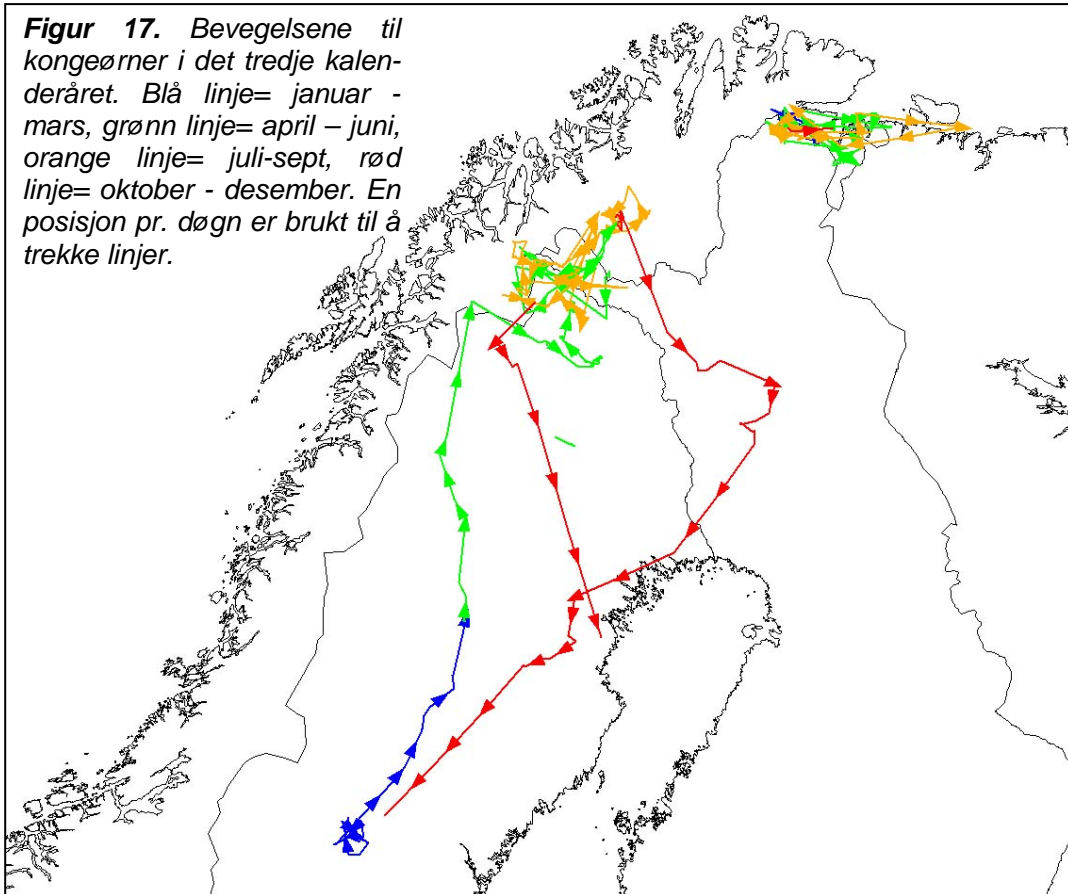 Figur 17. Bevegelsene til
kongeørner i det tredje kalen-
deråret. Blå linje= januar -
mars, grønn linje= april – juni,
orange linje= juli-sept, rød
linje= oktober - desember. En
posisjon pr. døgn er brukt til å
trekke linjer.